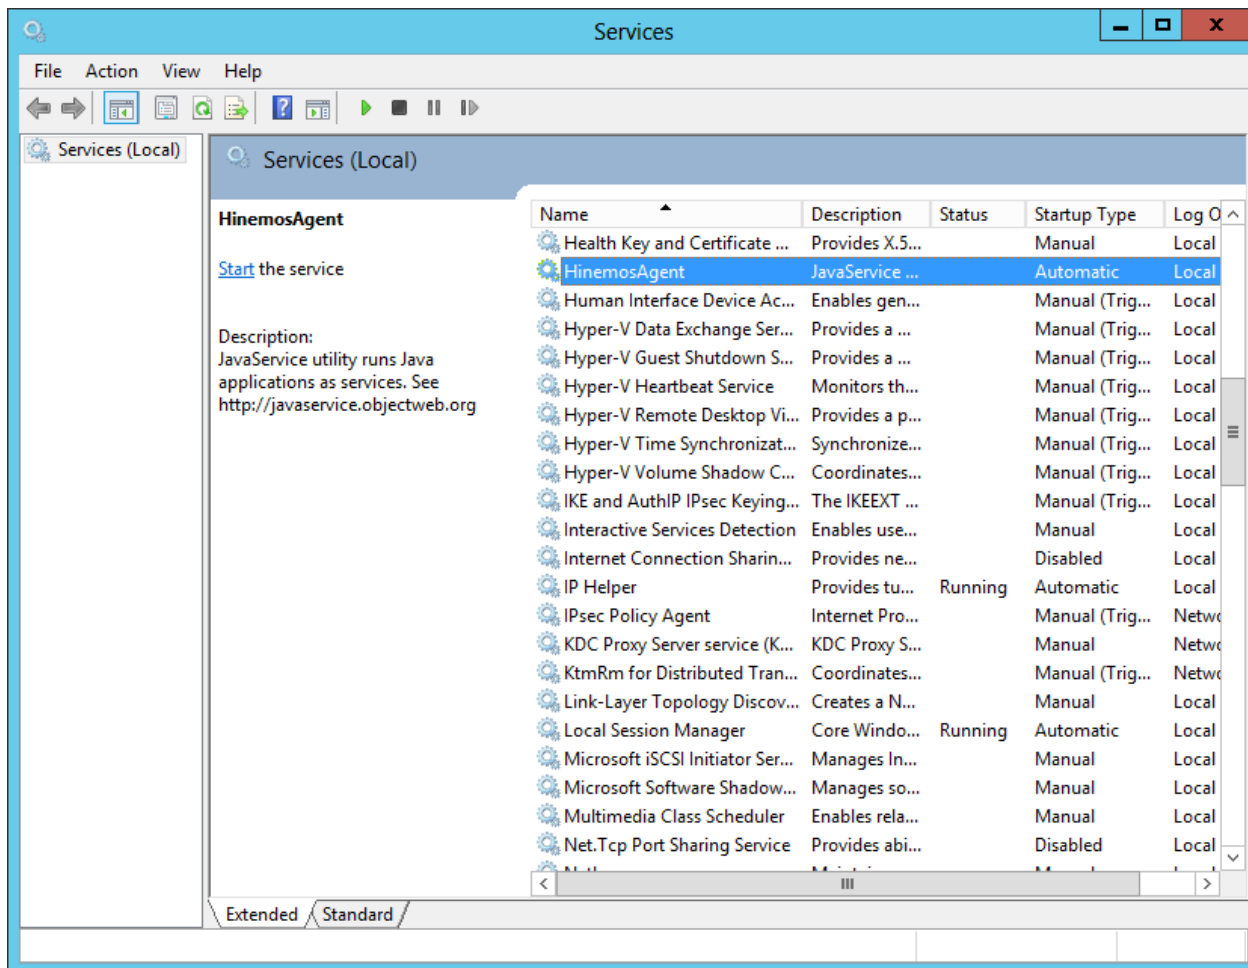 Services
File Action View Help
Services (Local)
Services (Local)
HinemosAgent
Start the service
Description:
JavaService utility runs Java
applications as services. See
http://javaservice.objectweb.org
Name Description Status Startup Type Log O
Health Key and Certificate ... Provides X.5... Manual Local
HinemosAgent JavaService ... Automatic Local
Human Interface Device Ac... Enables gen... Manual (Trig... Local
Hyper-V Data Exchange Ser... Provides a ... Manual (Trig... Local
Hyper-V Guest Shutdown S... Provides a ... Manual (Trig... Local
Hyper-V Heartbeat Service Monitors th... Manual (Trig... Local
Hyper-V Remote Desktop Vi... Provides a p... Manual (Trig... Local
Hyper-V Time Synchronizat... Synchronize... Manual (Trig... Local
Hyper-V Volume Shadow C... Coordinates... Manual (Trig... Local
IKE and AuthIP IPsec Keying... The IKEEXT ... Manual (Trig... Local
Interactive Services Detection Enables use... Manual Local
Internet Connection Sharin... Provides ne... Disabled Local
IP Helper Provides tu... Running Automatic Local
IPsec Policy Agent Internet Pro... Manual (Trig... Netwo
KDC Proxy Server service (K... KDC Proxy S... Manual Netwo
KtmRm for Distributed Tran... Coordinates... Manual (Trig... Netwo
Link-Layer Topology Discov... Creates a N... Manual Local
Local Session Manager Core Windo... Running Automatic Local
Microsoft iSCSI Initiator Ser... Manages In... Manual Local
Microsoft Software Shadow... Manages so... Manual Local
Multimedia Class Scheduler Enables rela... Manual Local
Net.Tcp Port Sharing Service Provides abi... Disabled Local
Extended Standard